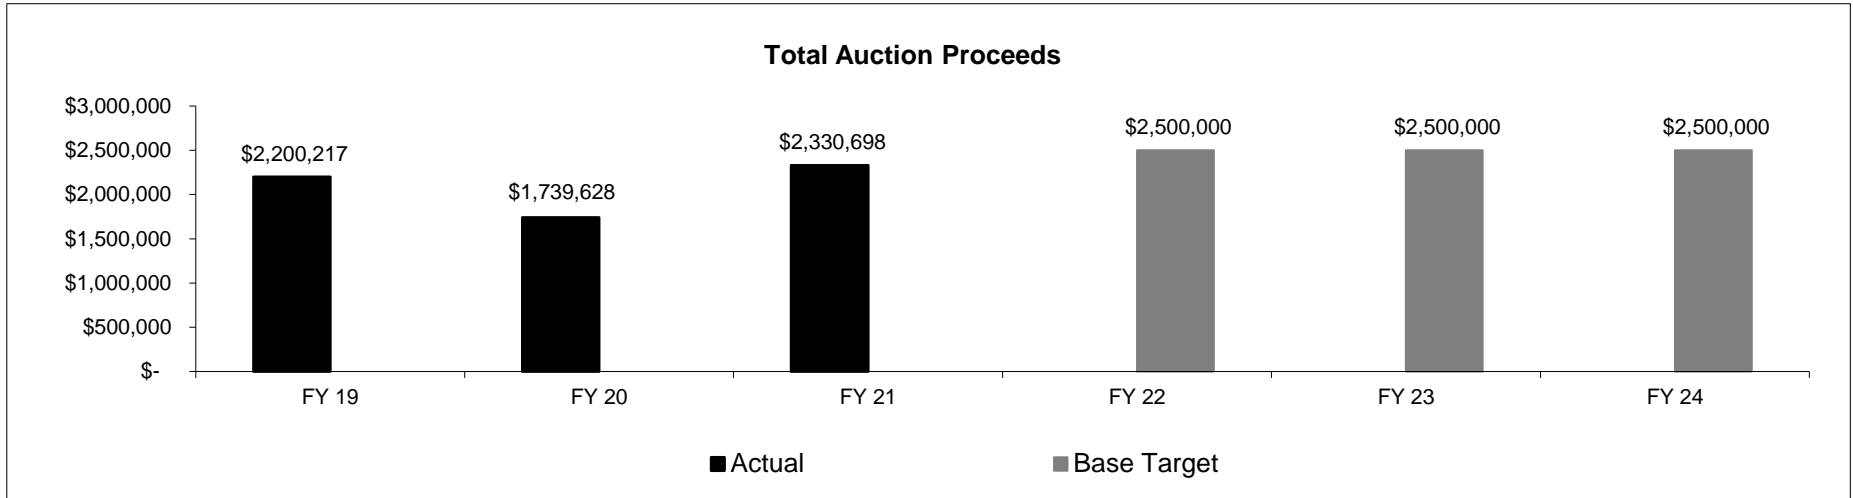 Total Auction Proceeds
$3,000,000
$2,500,000
$2,000,000
$1,500,000
$1,000,000
$500,000
$-
$2,200,217
$1,739,628
$2,330,698
$2,500,000
$2,500,000
$2,500,000
FY 19
FY 20
FY 21
FY 22
FY 23
FY 24
Actual
Base Target